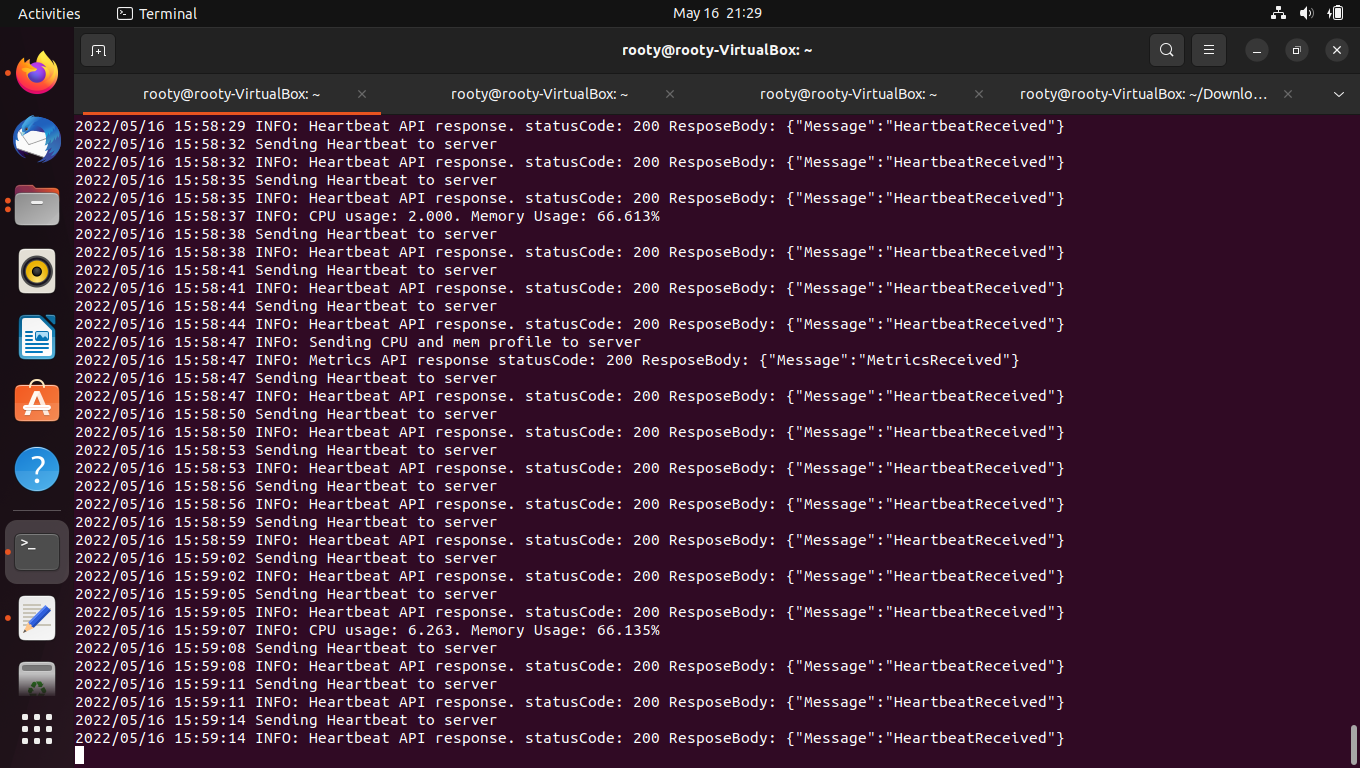 Activities Terminal May 16 21:29
rooty@rooty-VirtualBox: ~
rooty@rooty-VirtualBox: ~ rooty@rooty-VirtualBox: ~ rooty@rooty-VirtualBox: ~ rooty@rooty-VirtualBox: ~/Downlo...
2022/05/16 15:58:29 INFO: Heartbeat API response. statusCode: 200 ResposeBody: {"Message":"HeartbeatReceived"}
2022/05/16 15:58:32 Sending Heartbeat to server
2022/05/16 15:58:32 INFO: Heartbeat API response. statusCode: 200 ResposeBody: {"Message":"HeartbeatReceived"}
2022/05/16 15:58:35 Sending Heartbeat to server
2022/05/16 15:58:35 INFO: Heartbeat API response. statusCode: 200 ResposeBody: {"Message":"HeartbeatReceived"}
2022/05/16 15:58:37 INFO: CPU usage: 2.000. Memory Usage: 66.613%
2022/05/16 15:58:38 Sending Heartbeat to server
2022/05/16 15:58:38 INFO: Heartbeat API response. statusCode: 200 ResposeBody: {"Message":"HeartbeatReceived"}
2022/05/16 15:58:41 Sending Heartbeat to server
2022/05/16 15:58:41 INFO: Heartbeat API response. statusCode: 200 ResposeBody: {"Message":"HeartbeatReceived"}
2022/05/16 15:58:44 Sending Heartbeat to server
2022/05/16 15:58:44 INFO: Heartbeat API response. statusCode: 200 ResposeBody: {"Message":"HeartbeatReceived"}
2022/05/16 15:58:47 INFO: Sending CPU and mem profile to server
2022/05/16 15:58:47 INFO: Metrics API response statusCode: 200 ResposeBody: {"Message":"MetricsReceived"}
2022/05/16 15:58:47 Sending Heartbeat to server
2022/05/16 15:58:47 INFO: Heartbeat API response. statusCode: 200 ResposeBody: {"Message":"HeartbeatReceived"}
2022/05/16 15:58:50 Sending Heartbeat to server
2022/05/16 15:58:50 INFO: Heartbeat API response. statusCode: 200 ResposeBody: {"Message":"HeartbeatReceived"}
2022/05/16 15:58:53 Sending Heartbeat to server
2022/05/16 15:58:53 INFO: Heartbeat API response. statusCode: 200 ResposeBody: {"Message":"HeartbeatReceived"}
2022/05/16 15:58:56 Sending Heartbeat to server
2022/05/16 15:58:56 INFO: Heartbeat API response. statusCode: 200 ResposeBody: {"Message":"HeartbeatReceived"}
2022/05/16 15:58:59 Sending Heartbeat to server
2022/05/16 15:58:59 INFO: Heartbeat API response. statusCode: 200 ResposeBody: {"Message":"HeartbeatReceived"}
2022/05/16 15:59:02 Sending Heartbeat to server
2022/05/16 15:59:02 INFO: Heartbeat API response. statusCode: 200 ResposeBody: {"Message":"HeartbeatReceived"}
2022/05/16 15:59:05 Sending Heartbeat to server
2022/05/16 15:59:05 INFO: Heartbeat API response. statusCode: 200 ResposeBody: {"Message":"HeartbeatReceived"}
2022/05/16 15:59:07 INFO: CPU usage: 6.263. Memory Usage: 66.135%
2022/05/16 15:59:08 Sending Heartbeat to server
2022/05/16 15:59:08 INFO: Heartbeat API response. statusCode: 200 ResposeBody: {"Message":"HeartbeatReceived"}
2022/05/16 15:59:11 Sending Heartbeat to server
2022/05/16 15:59:11 INFO: Heartbeat API response. statusCode: 200 ResposeBody: {"Message":"HeartbeatReceived"}
2022/05/16 15:59:14 Sending Heartbeat to server
2022/05/16 15:59:14 INFO: Heartbeat API response. statusCode: 200 ResposeBody: {"Message":"HeartbeatReceived"}